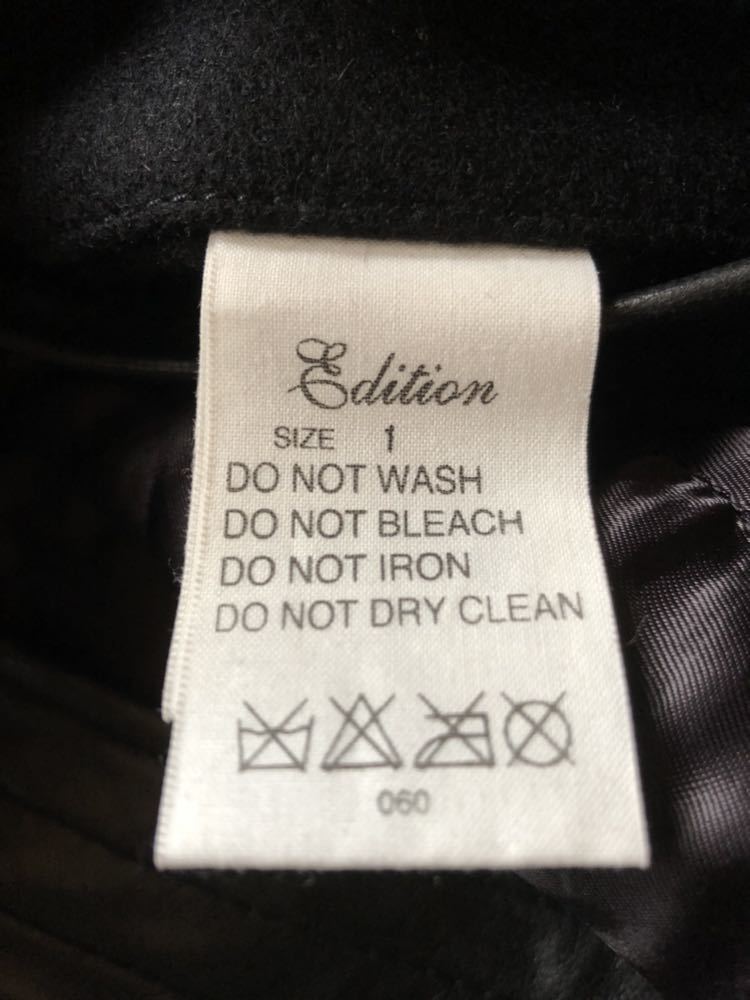 Edition
SIZE 1
DO NOT WASH
DO NOT BLEACH
DO NOT IRON
DO NOT DRY CLEAN
060